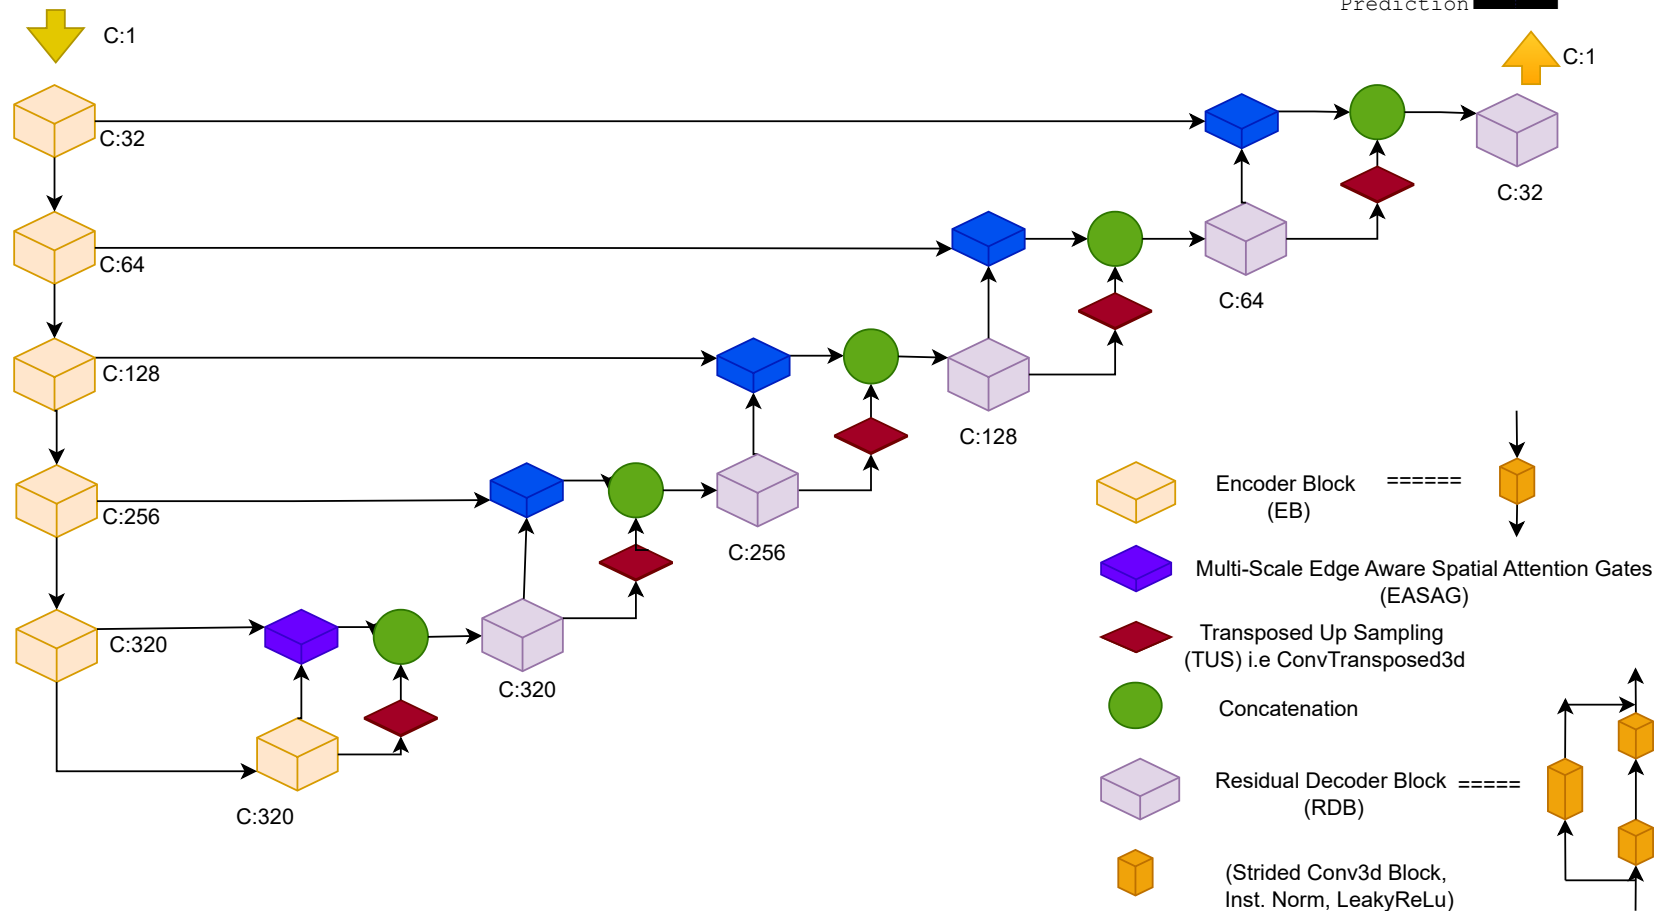 Prediction
C:1
C:1
C:32
C:32
C:64
C:64
C:128
C:128
C:256
C:256
C:320
C:320
C:320
Encoder Block ======
(EB)
Multi-Scale Edge Aware Spatial Attention Gates
(EASAG)
Transposed Up Sampling
(TUS) i.e ConvTransposed3d
Concatenation
Residual Decoder Block =====
(RDB)
(Strided Conv3d Block,
Inst. Norm, LeakyReLu)